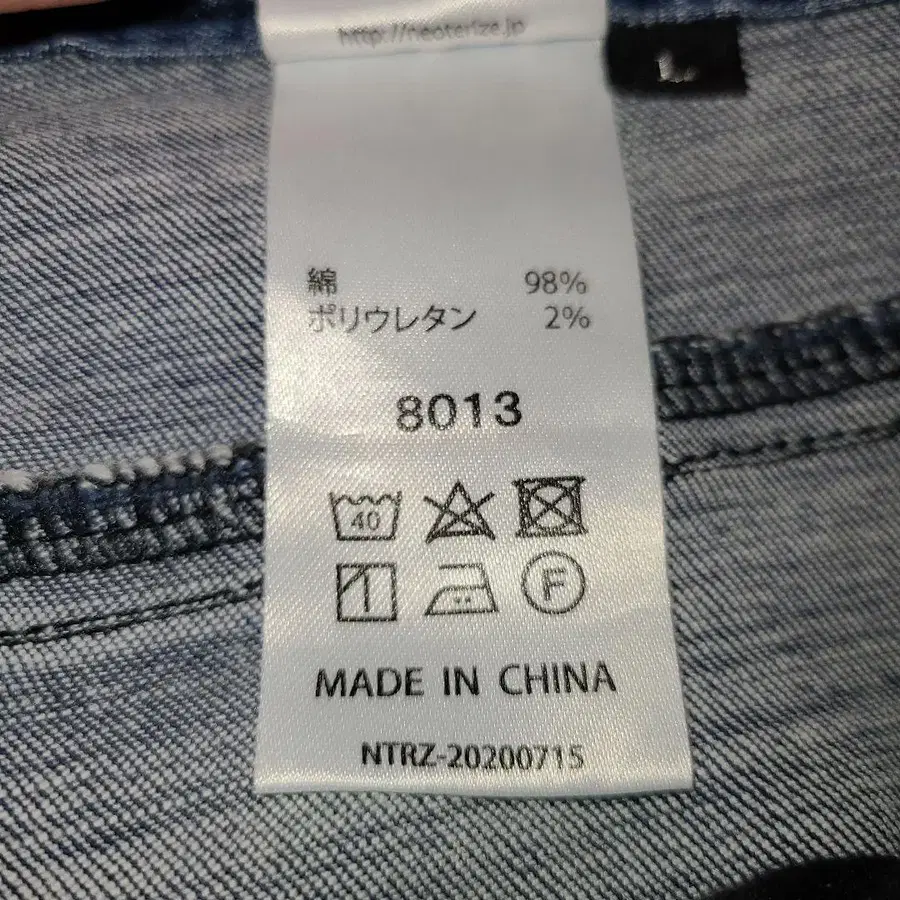 http://neoterize.jp
L
綿 98%
ポリウレタン 2%
8013
40
F
MADE IN CHINA
NTRZ-20200715